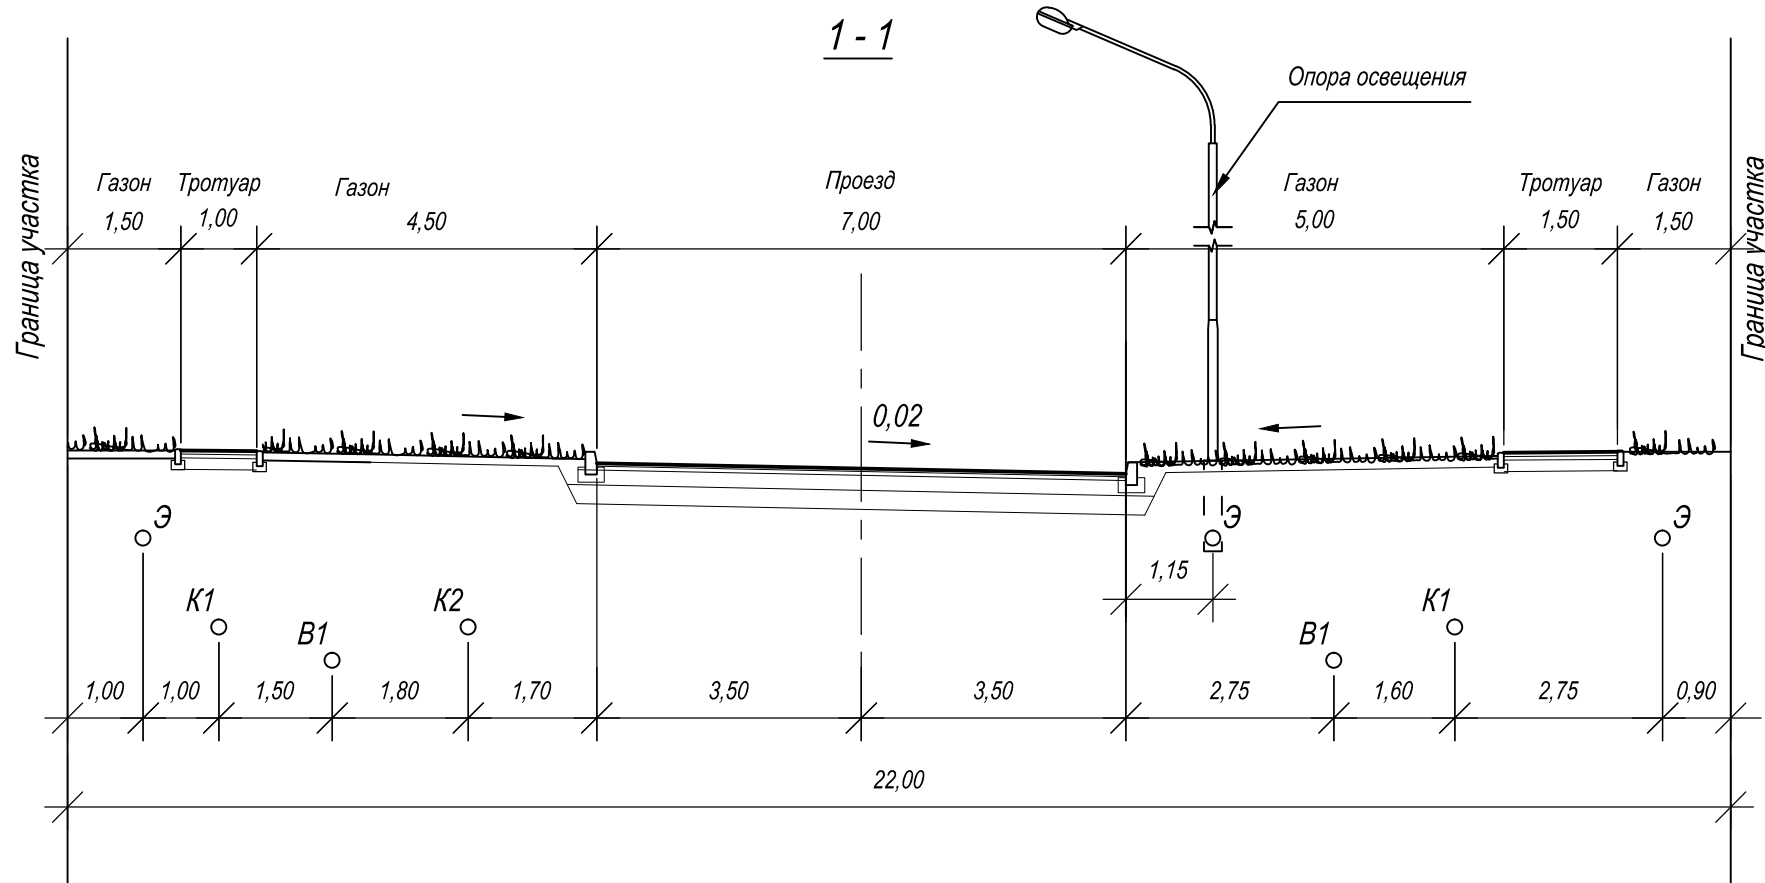 1 - 1
Опора освещения
Граница участка
Газон
Тротуар
Газон
Проезд
Газон
Тротуар
Газон
Граница участка
1,50
1,00
4,50
7,00
5,00
1,50
1,50
0,02
Э
Э
Э
1,15
К1
В1
К2
В1
К1
1,00
1,00
1,50
1,80
1,70
3,50
3,50
2,75
1,60
2,75
0,90
22,00